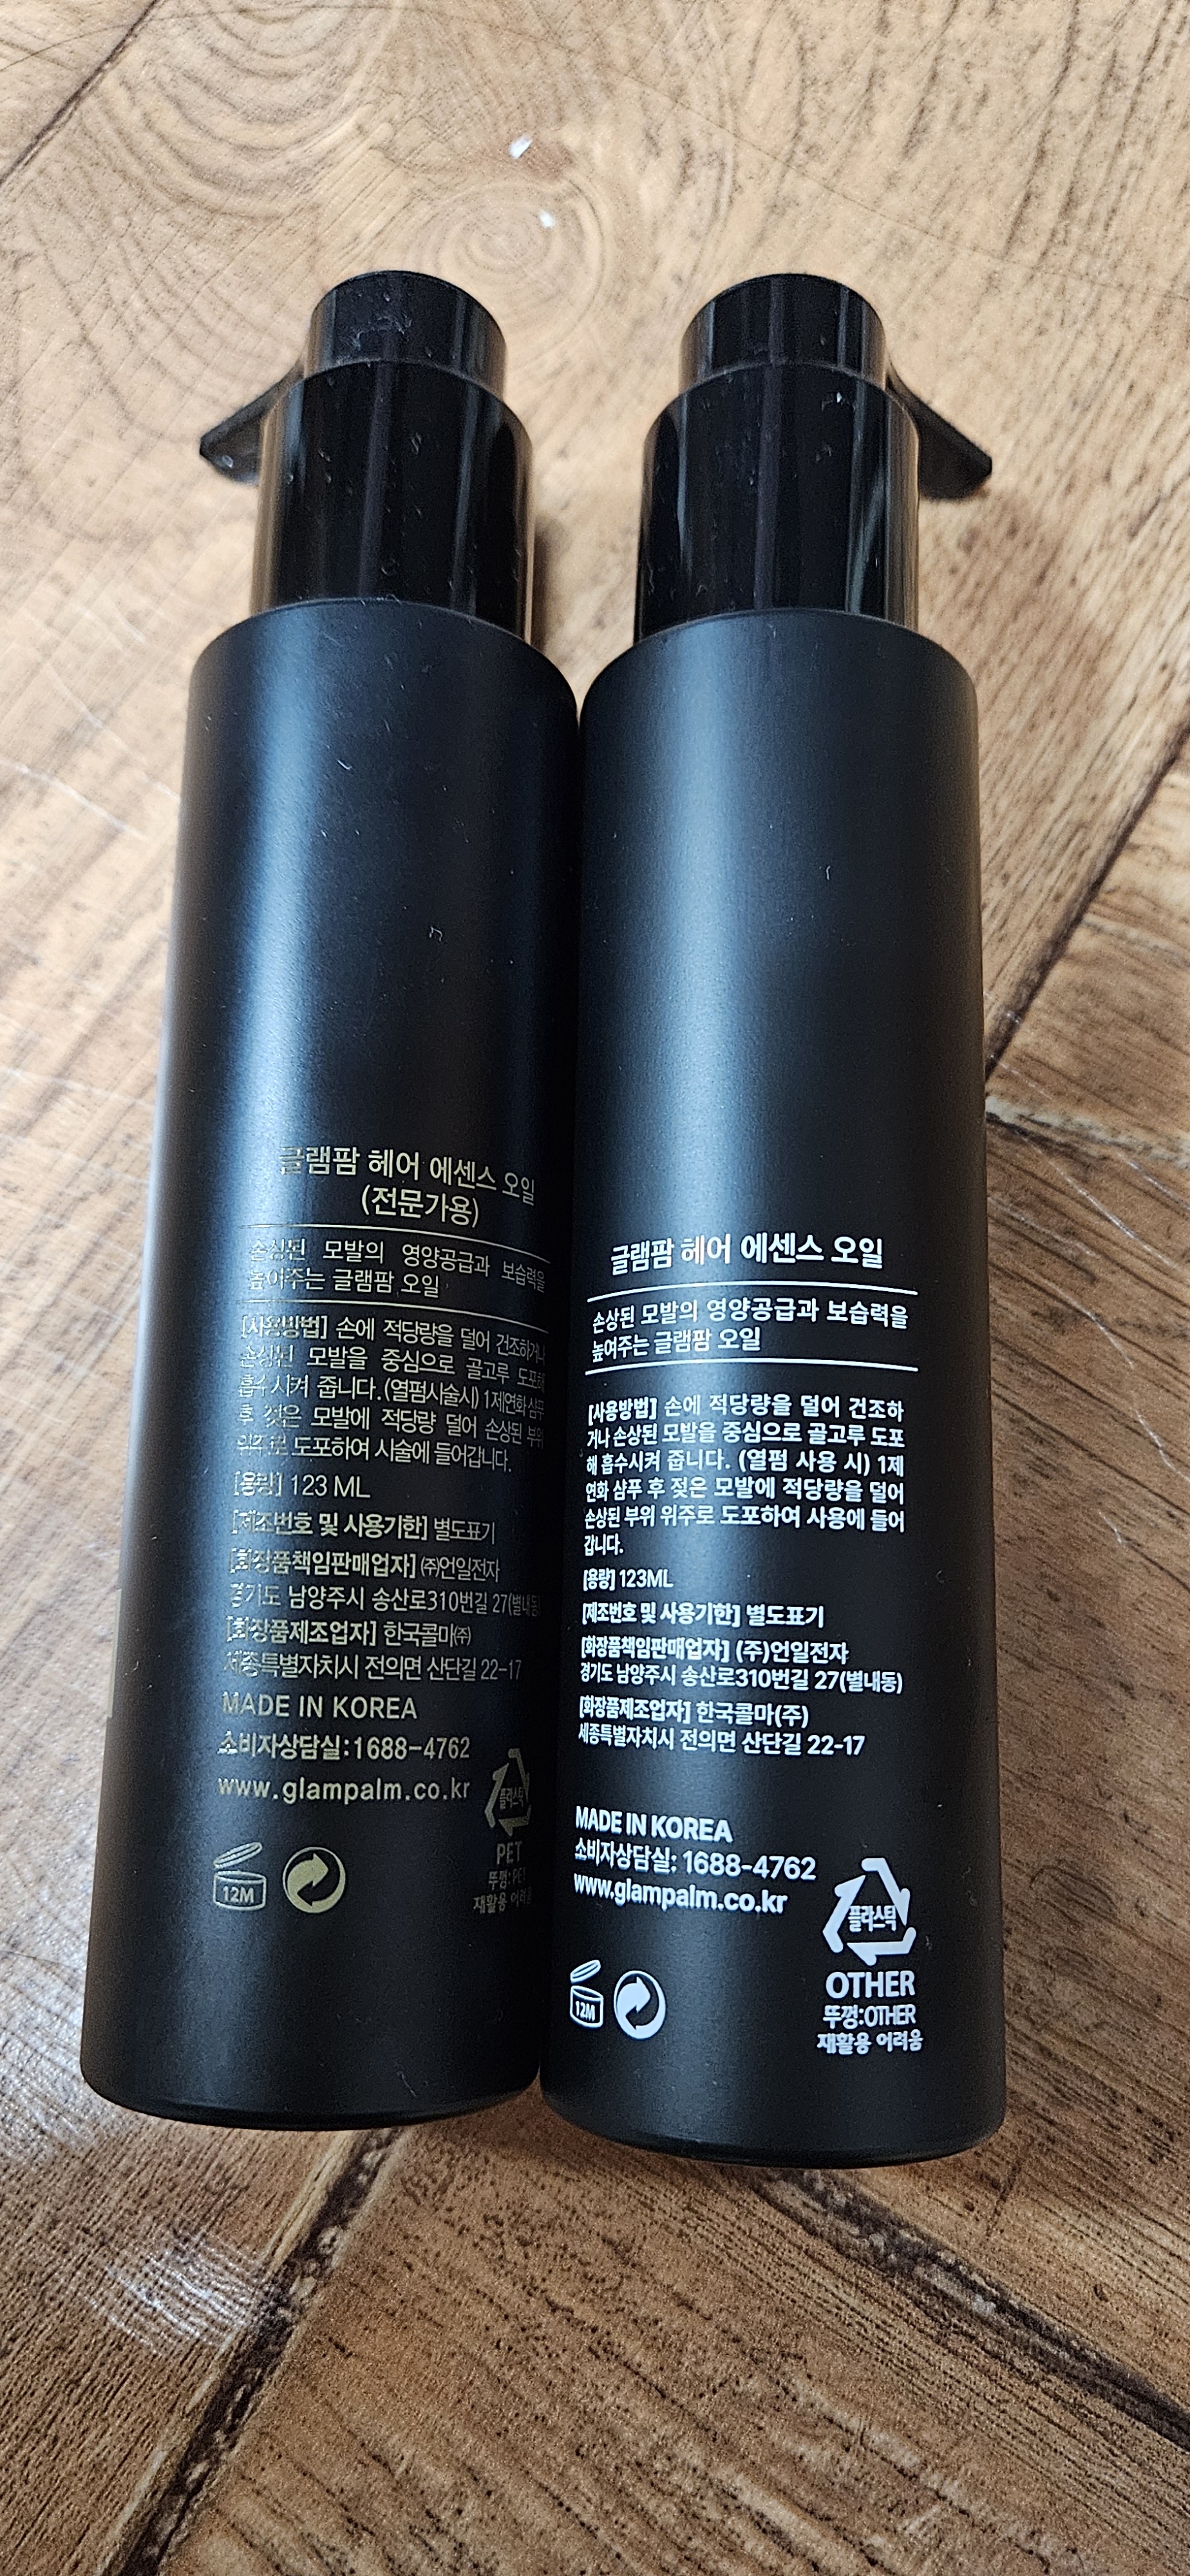 글램팜 헤어 에센스 오일
(전문가용)
손상된 모발의 영양공급과 보습력을
높여주는 글램팜 오일
[사용방법] 손에 적당량을 덜어 건조하거나
손상된 모발을 중심으로 골고루 도포해
흡수시켜 줍니다.(열펌시술시) 1제연화 샴푸
후 젖은 모발에 적당량 덜어 손상된 부위
위주로 도포하여 시술에 들어갑니다.
[용량] 123 ML
[제조번호 및 사용기한] 별도표기
[화장품책임판매업자] ㈜언일전자
경기도 남양주시 송산로310번길 27(별내동)
[화장품제조업자] 한국콜마㈜
세종특별자치시 전의면 산단길 22-17
MADE IN KOREA
소비자상담실:1688-4762
www.glampalm.co.kr
12M
플라스틱
PET
뚜껑:PET
재활용 어려움
글램팜 헤어 에센스 오일
손상된 모발의 영양공급과 보습력을
높여주는 글램팜 오일
[사용방법] 손에 적당량을 덜어 건조하
거나 손상된 모발을 중심으로 골고루 도포
해 흡수시켜 줍니다. (열펌 사용 시) 1제
연화 샴푸 후 젖은 모발에 적당량을 덜어
손상된 부위 위주로 도포하여 사용에 들어
갑니다.
[용량] 123ML
[제조번호 및 사용기한] 별도표기
[화장품책임판매업자] (주)언일전자
경기도 남양주시 송산로310번길 27(별내동)
[화장품제조업자] 한국콜마(주)
세종특별자치시 전의면 산단길 22-17
MADE IN KOREA
소비자상담실: 1688-4762
www.glampalm.co.kr
12M
플라스틱
OTHER
뚜껑:OTHER
재활용 어려움